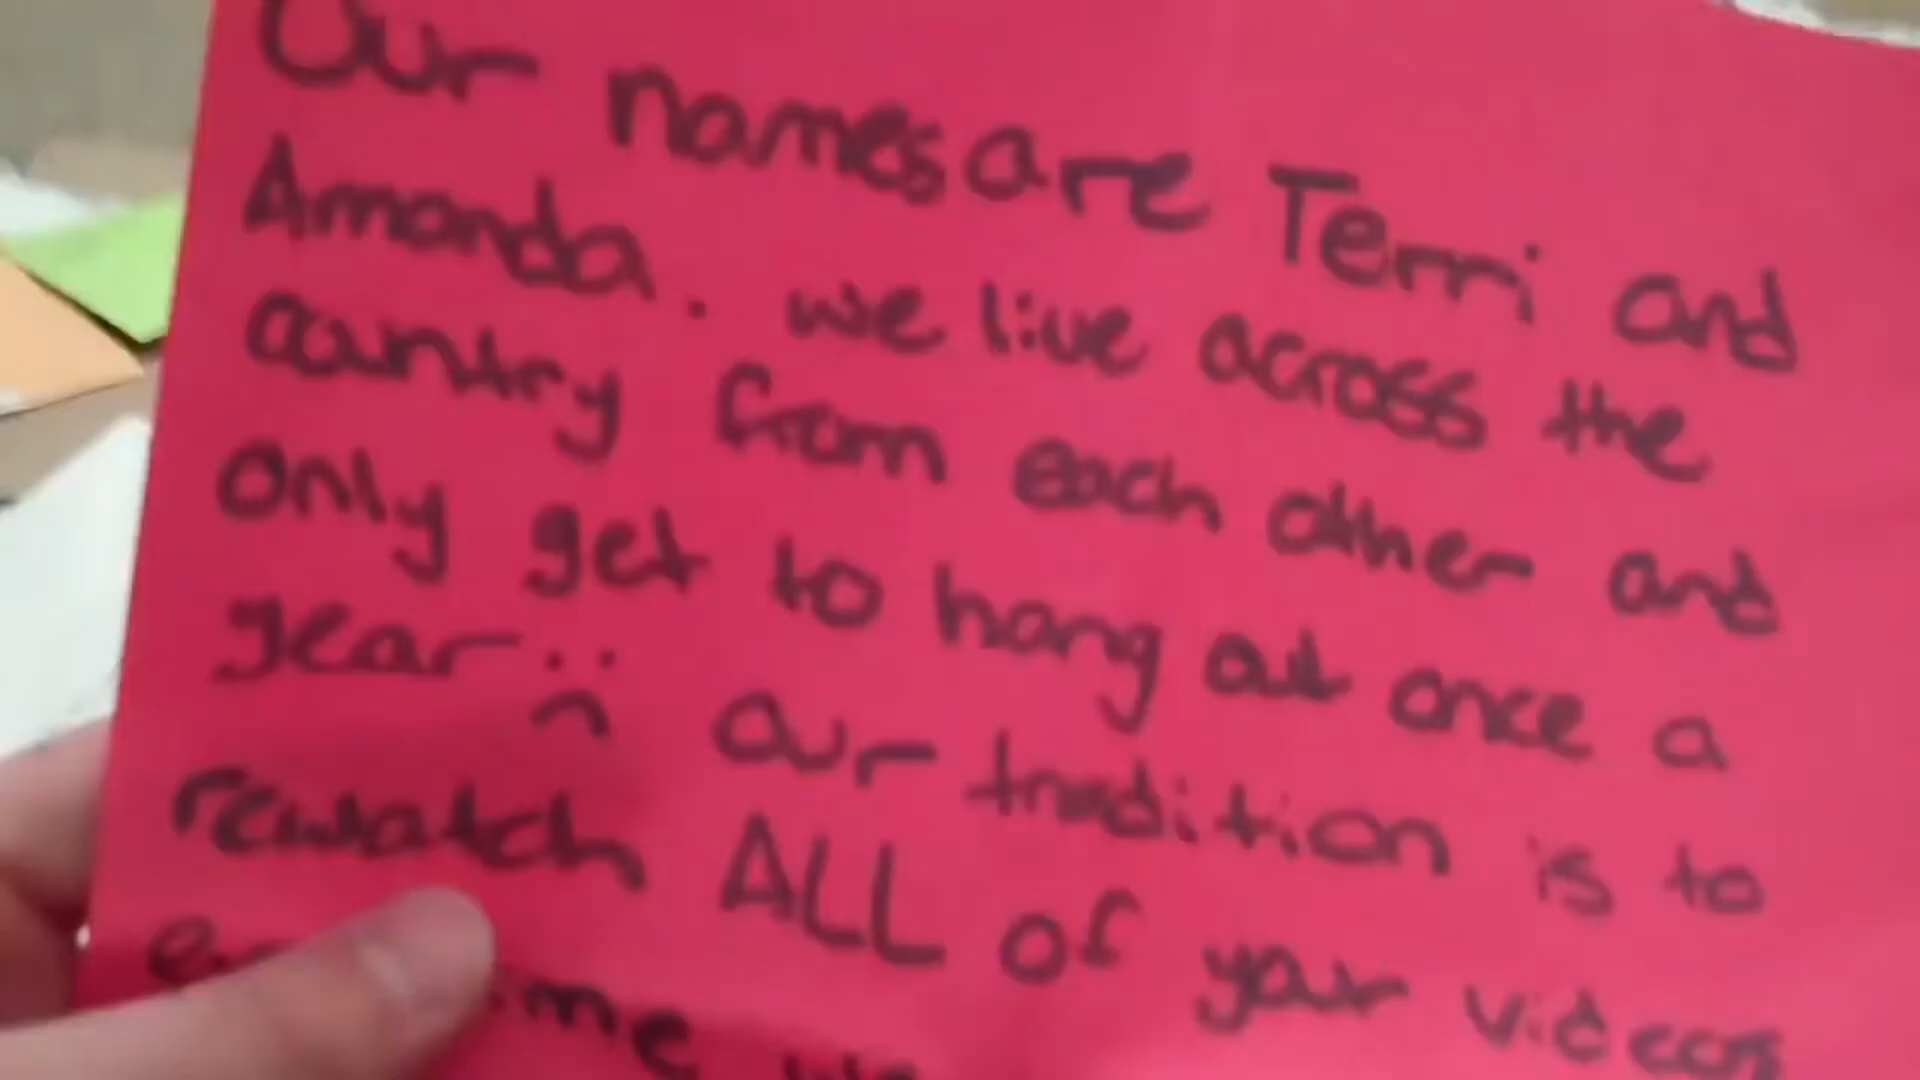 Our names are Terri and
Amanda. we live across the
country from each other and
only get to hang out once a
year :( our tradition is to
rewatch ALL of your videos